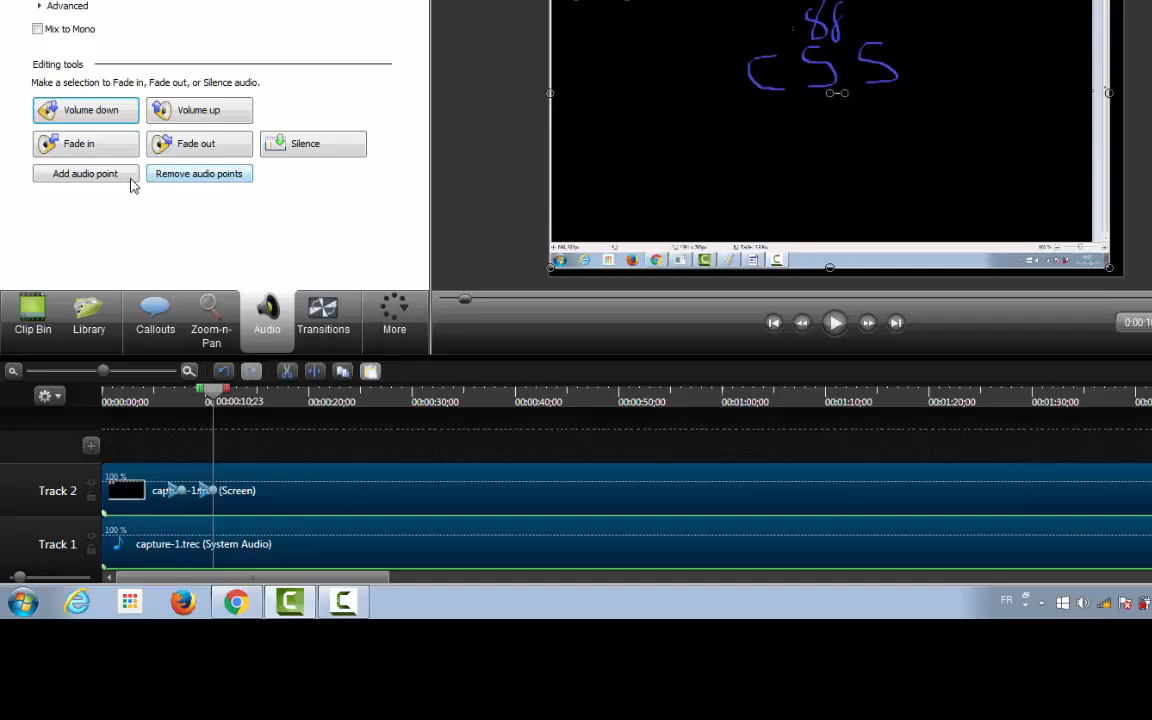 Advanced
Mix to Mono
Editing tools
Make a selection to Fade in, Fade out, or Silence audio.
Volume down
Volume up
Fade in
Fade out
Silence
Add audio point
Remove audio points
88
C S S
Clip Bin
Library
Callouts
Zoom-n-
Pan
Audio
Transitions
More
00:00:00;00
00:00:10;23
00:00:20;00
00:00:30;00
00:00:40;00
00:00:50;00
00:01:00;00
00:01:10;00
00:01:20;00
00:01:30;00
Track 2
100 %
(Screen)
Track 1
100 %
capture-1.trec (System Audio)
FR